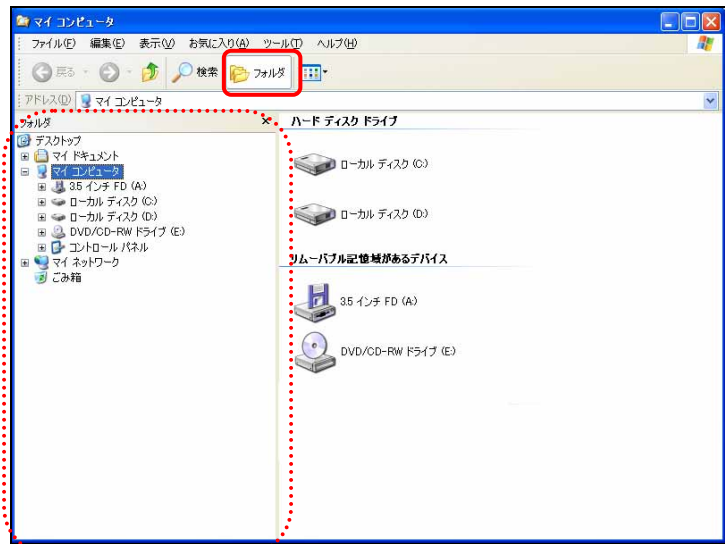 マイ コンピュータ
ファイル(F) 編集(E) 表示(V) お気に入り(A) ツール(T) ヘルプ(H)
戻る 検索 フォルダ
アドレス(D) マイ コンピュータ
フォルダ ×
デスクトップ
マイ ドキュメント
マイ コンピュータ
3.5 インチ FD (A:)
ローカル ディスク (C:)
ローカル ディスク (D:)
DVD/CD-RW ドライブ (E:)
コントロール パネル
マイ ネットワーク
ごみ箱
ハード ディスク ドライブ
ローカル ディスク (C:)
ローカル ディスク (D:)
リムーバブル記憶域があるデバイス
3.5 インチ FD (A:)
DVD/CD-RW ドライブ (E:)